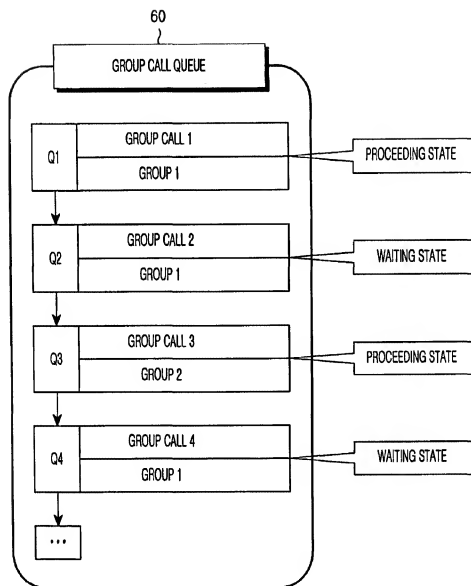 60
GROUP CALL QUEUE
Q1
GROUP CALL 1
GROUP 1
PROCEEDING STATE
Q2
GROUP CALL 2
GROUP 1
WAITING STATE
Q3
GROUP CALL 3
GROUP 2
PROCEEDING STATE
Q4
GROUP CALL 4
GROUP 1
WAITING STATE
...